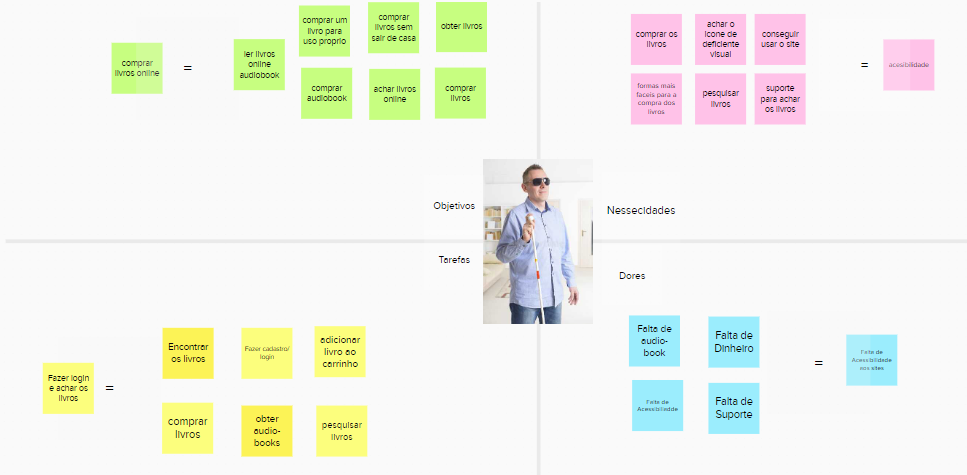 comprar
livros online
=
ler livros
online
audiobook
comprar um
livro para
uso proprio
comprar
livros sem
sair de casa
obter livros
comprar
audiobook
achar livros
online
comprar
livros
comprar os
livros
achar o
icone de
deficiente
visual
conseguir
usar o site
formas mais
faceis para a
compra dos
livros
pesquisar
livros
suporte
para achar
os livros
=
acesibilidade
Objetivos
Nessecidades
Tarefas
Dores
Fazer login
e achar os
livros
=
Encontrar
os livros
Fazer cadastro/
login
adicionar
livro ao
carrinho
comprar
livros
obter
audio-
books
pesquisar
livros
Falta de
audio-
book
Falta de
Dinheiro
Falta de
Acessibiliedde
Falta de
Suporte
=
Falta de
Acessibilidade
aos sites